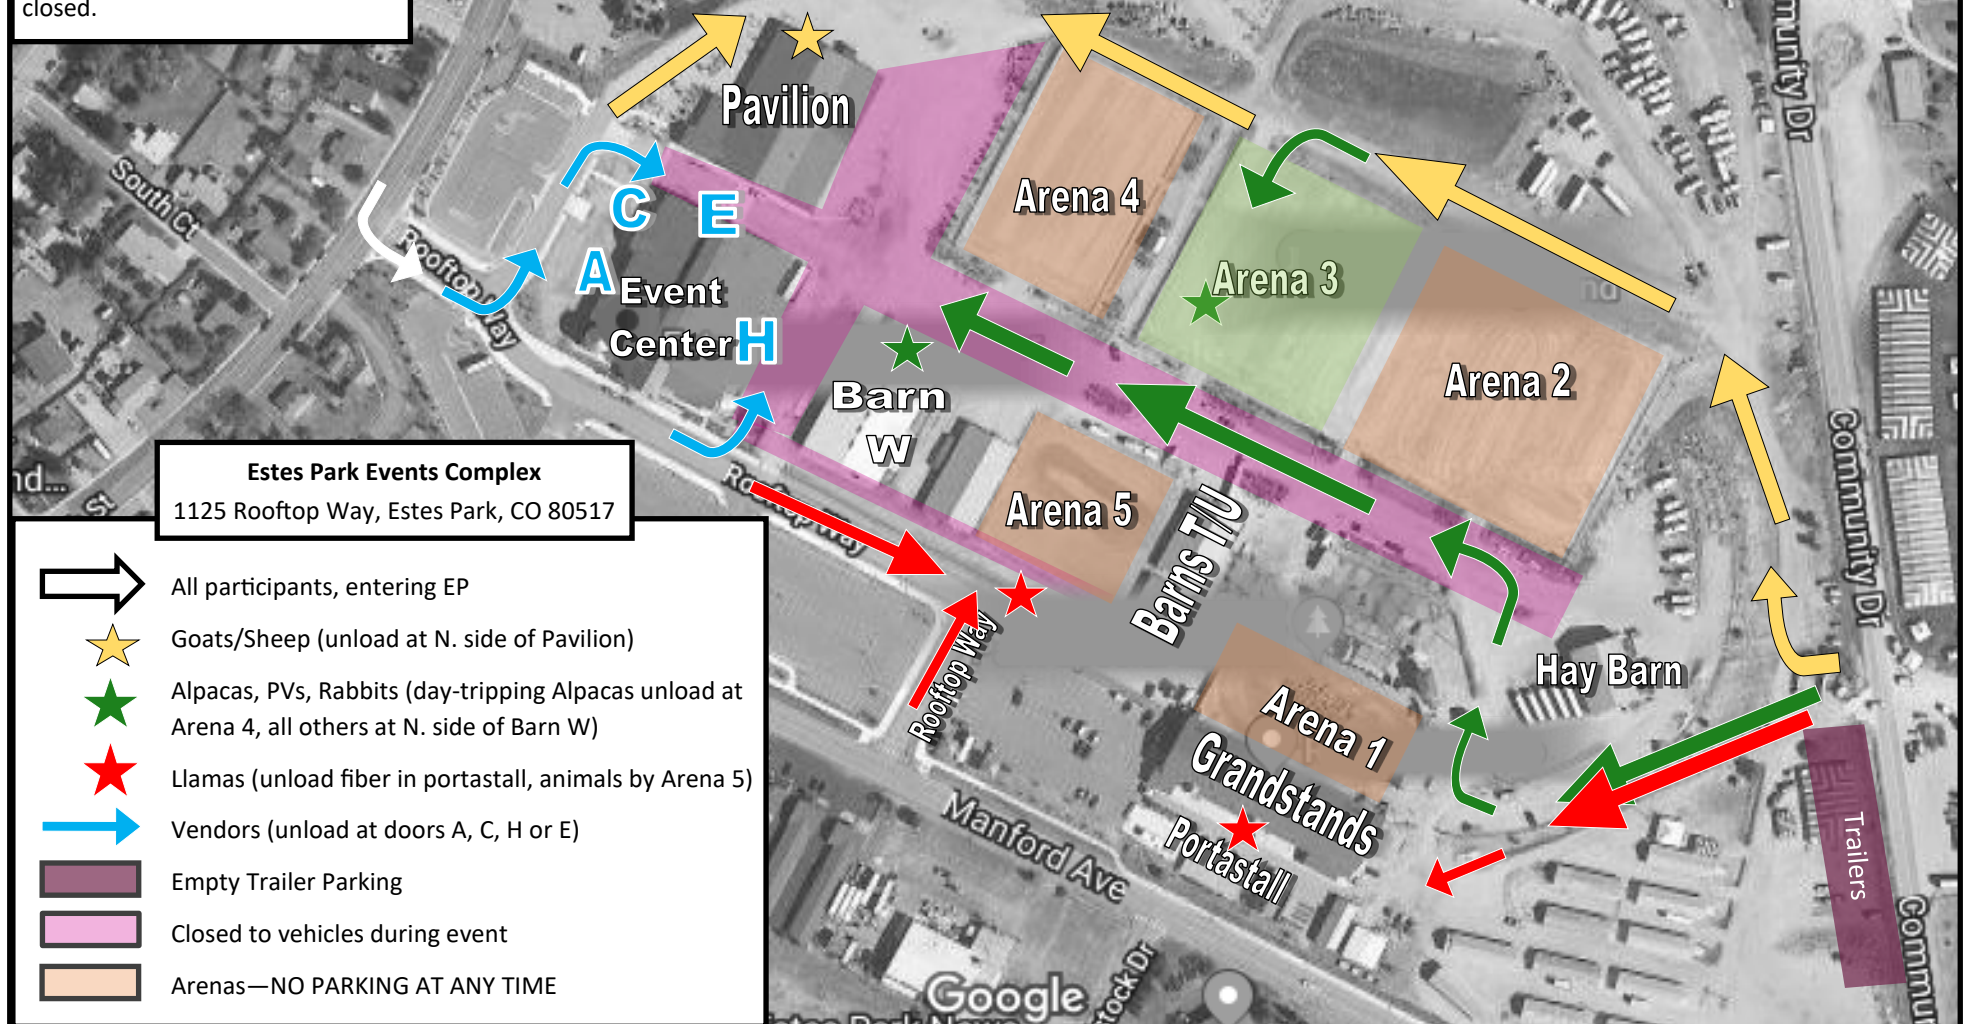 closed.
Pavilion
South Ct
Rooftop Way
C
E
A
H
Event
Center
Arena 4
Arena 3
Arena 2
Barn
W
Arena 5
Barns T/U
Rooftop Way
Rooftop Way
Community Dr
Community Dr
Hay Barn
Arena 1
Grandstands
Portastall
Manford Ave
Trailers
Google
Estes Park Events Complex
1125 Rooftop Way, Estes Park, CO 80517
All participants, entering EP
Goats/Sheep (unload at N. side of Pavilion)
Alpacas, PVs, Rabbits (day-tripping Alpacas unload at
Arena 4, all others at N. side of Barn W)
Llamas (unload fiber in portastall, animals by Arena 5)
Vendors (unload at doors A, C, H or E)
Empty Trailer Parking
Closed to vehicles during event
Arenas—NO PARKING AT ANY TIME